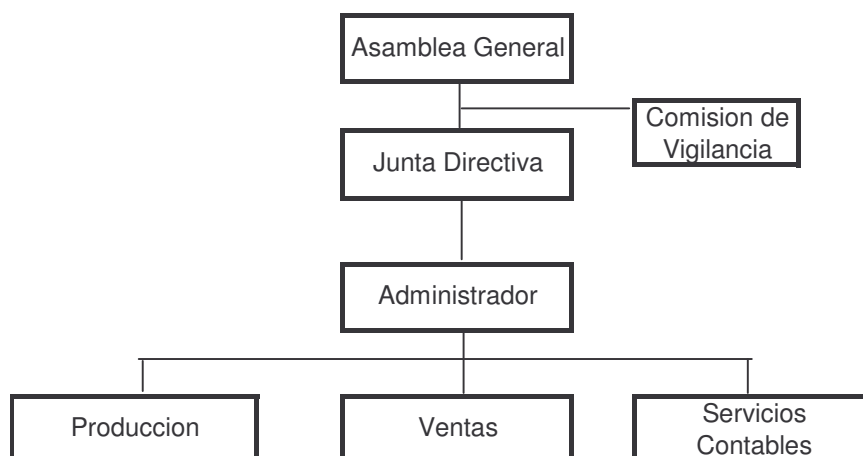 Asamblea General
Comision de
Vigilancia
Junta Directiva
Administrador
Produccion
Ventas
Servicios
Contables